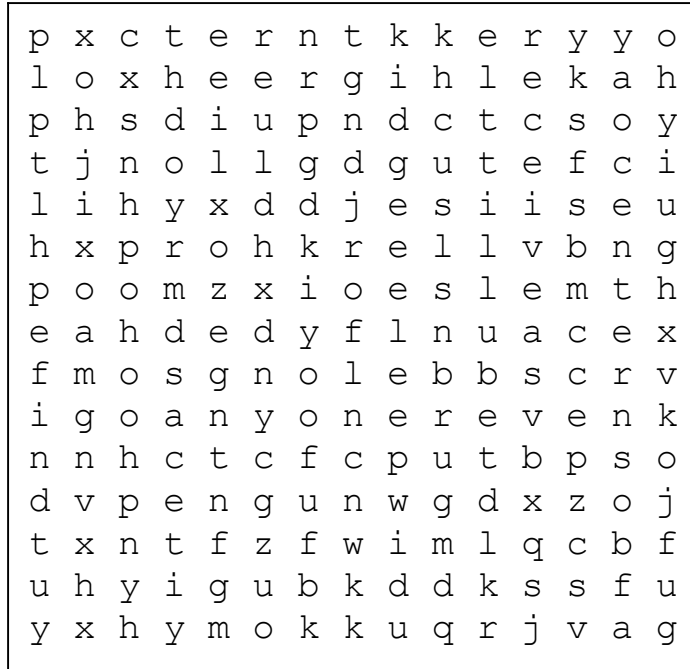 p x c t e r n t k k e r y y o
l o x h e e r g i h l e k a h
p h s d i u p n d c t c s o y
t j n o l l g d g u t e f c i
l i h y x d d j e s i i s e u
h x p r o h k r e l l v b n g
p o o m z x i o e s l e m t h
e a h d e d y f l n u a c e x
f m o s g n o l e b b s c r v
i g o a n y o n e r e v e n k
n n h c t c f c p u t b p s o
d v p e n g u n w g d x z o j
t x n t f z f w i m l q c b f
u h y i g u b k d d k s s f u
y x h y m o k k u q r j v a g